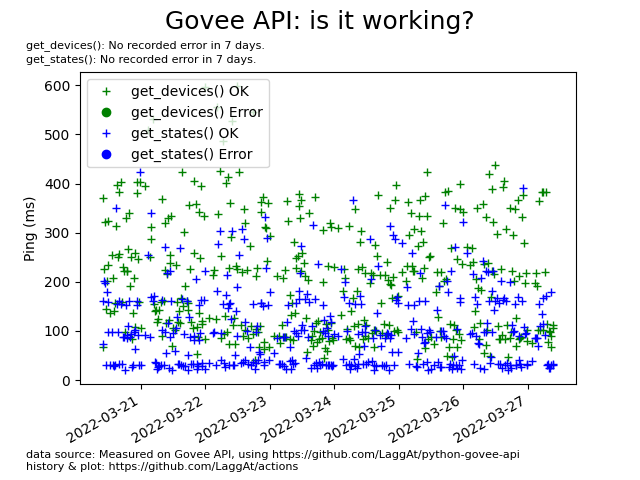 Govee API: is it working?
get_devices(): No recorded error in 7 days.
get_states(): No recorded error in 7 days.
600
500
400
300
200
100
0
Ping (ms)
get_devices() OK
get_devices() Error
get_states() OK
get_states() Error
2022-03-21
2022-03-22
2022-03-23
2022-03-24
2022-03-25
2022-03-26
2022-03-27
data source: Measured on Govee API, using https://github.com/LaggAt/python-govee-api
history & plot: https://github.com/LaggAt/actions